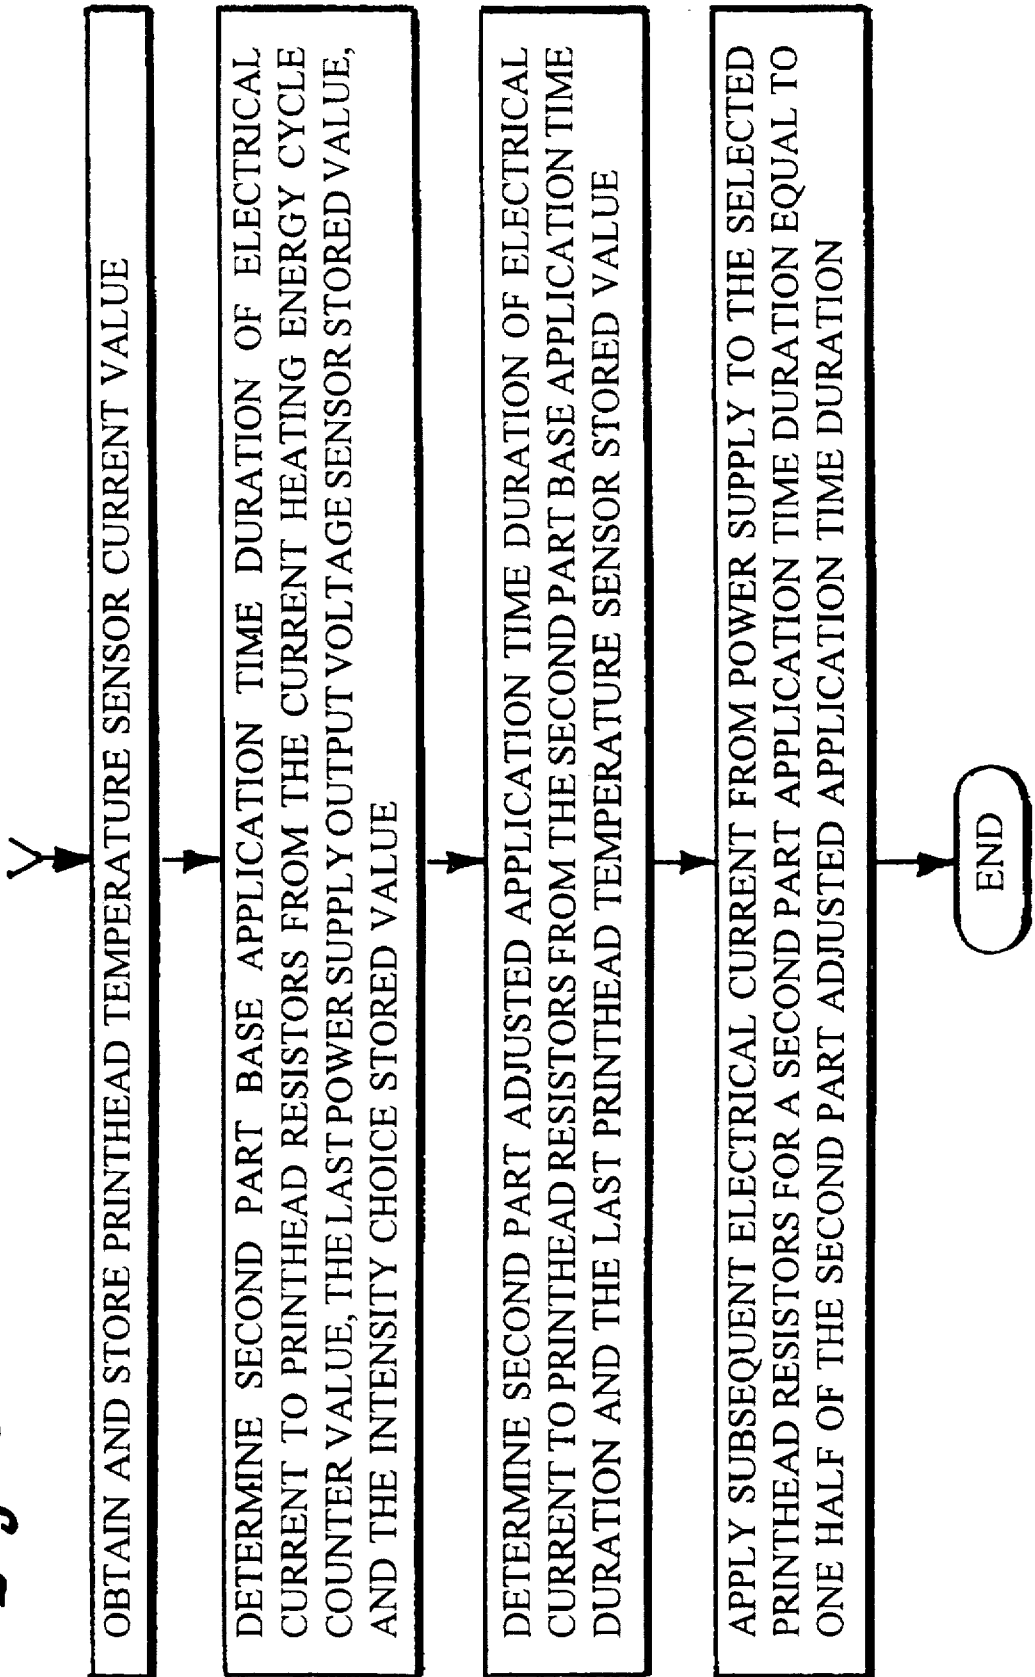 OBTAIN AND STORE PRINTHEAD TEMPERATURE SENSOR CURRENT VALUE
DETERMINE SECOND PART BASE APPLICATION TIME DURATION OF ELECTRICAL
CURRENT TO PRINTHEAD RESISTORS FROM THE CURRENT HEATING ENERGY CYCLE
COUNTER VALUE, THE LAST POWER SUPPLY OUTPUT VOLTAGE SENSOR STORED VALUE,
AND THE INTENSITY CHOICE STORED VALUE
DETERMINE SECOND PART ADJUSTED APPLICATION TIME DURATION OF ELECTRICAL
CURRENT TO PRINTHEAD RESISTORS FROM THE SECOND PART BASE APPLICATION TIME
DURATION AND THE LAST PRINTHEAD TEMPERATURE SENSOR STORED VALUE
APPLY SUBSEQUENT ELECTRICAL CURRENT FROM POWER SUPPLY TO THE SELECTED
PRINTHEAD RESISTORS FOR A SECOND PART APPLICATION TIME DURATION EQUAL TO
ONE HALF OF THE SECOND PART ADJUSTED APPLICATION TIME DURATION
END